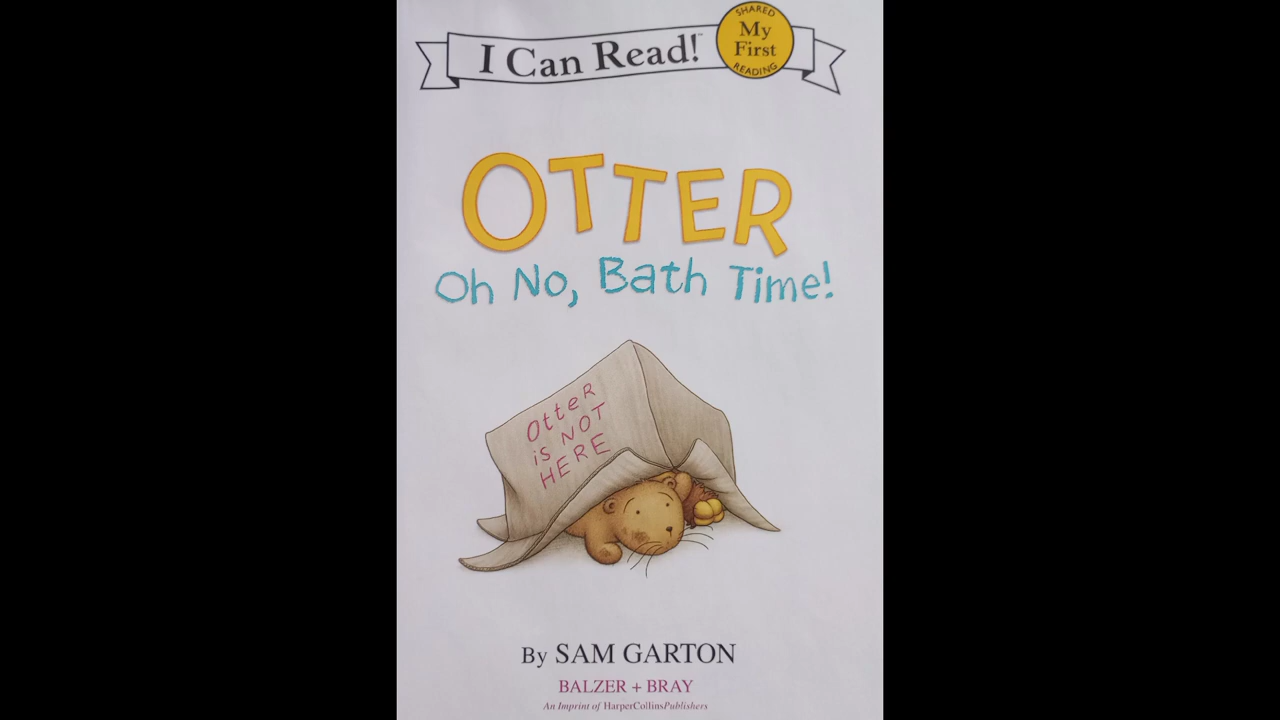 I Can Read!™
SHARED
My
First
READING
OTTER
Oh No, Bath Time!
OtteR
is NOT
HERE
By SAM GARTON
BALZER + BRAY
An Imprint of HarperCollinsPublishers